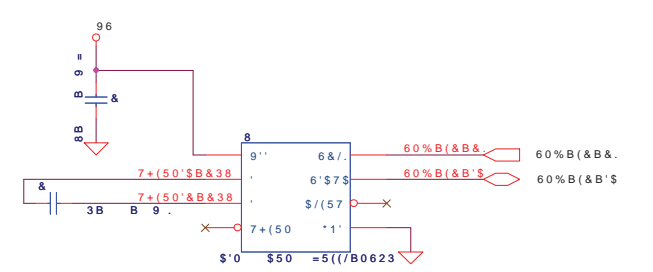 96
9 =
B
&
8B
8
9''
6&/.
60%B(&B&.
60%B(&B&.
7+(50'$B&38
'
6'$7$
60%B(&B'$
60%B(&B'$
&
7+(50'&B&38
'
$/(57
3B B 9 .
7+(50
*1'
$'0 $50 =5((/B0623